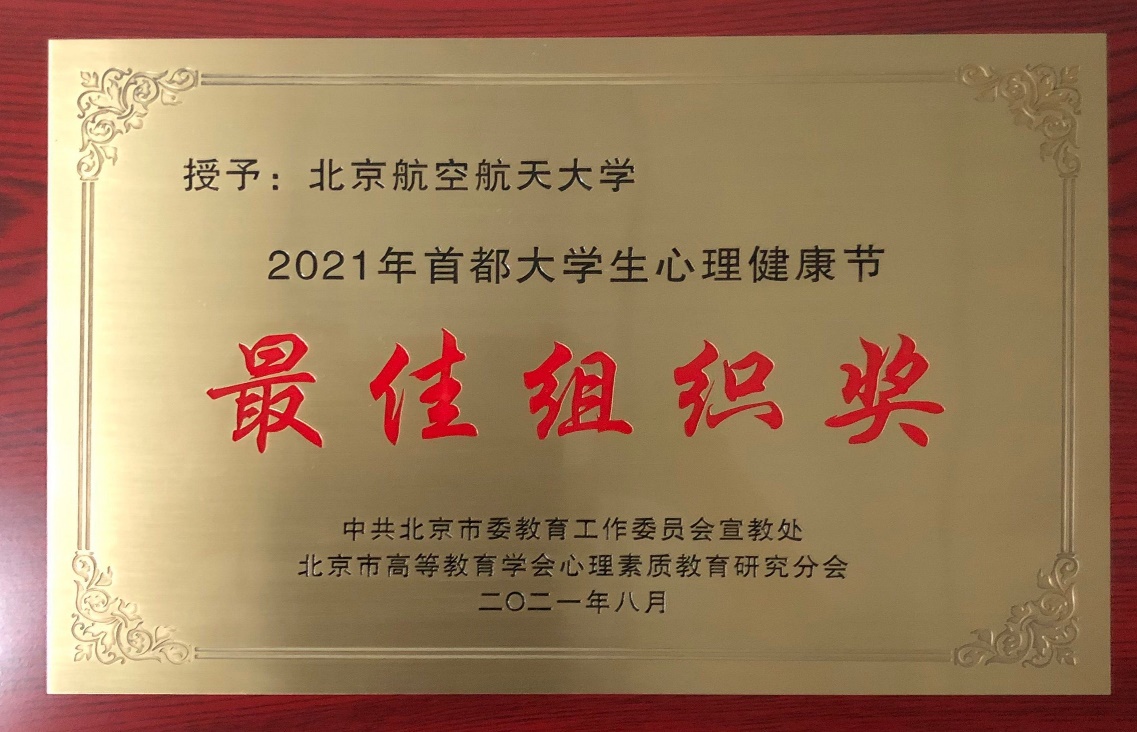 授予：北京航空航天大学
2021年首都大学生心理健康节
最佳组织奖
中共北京市委教育工作委员会宣教处
北京市高等教育学会心理素质教育研究分会
二〇二一年八月